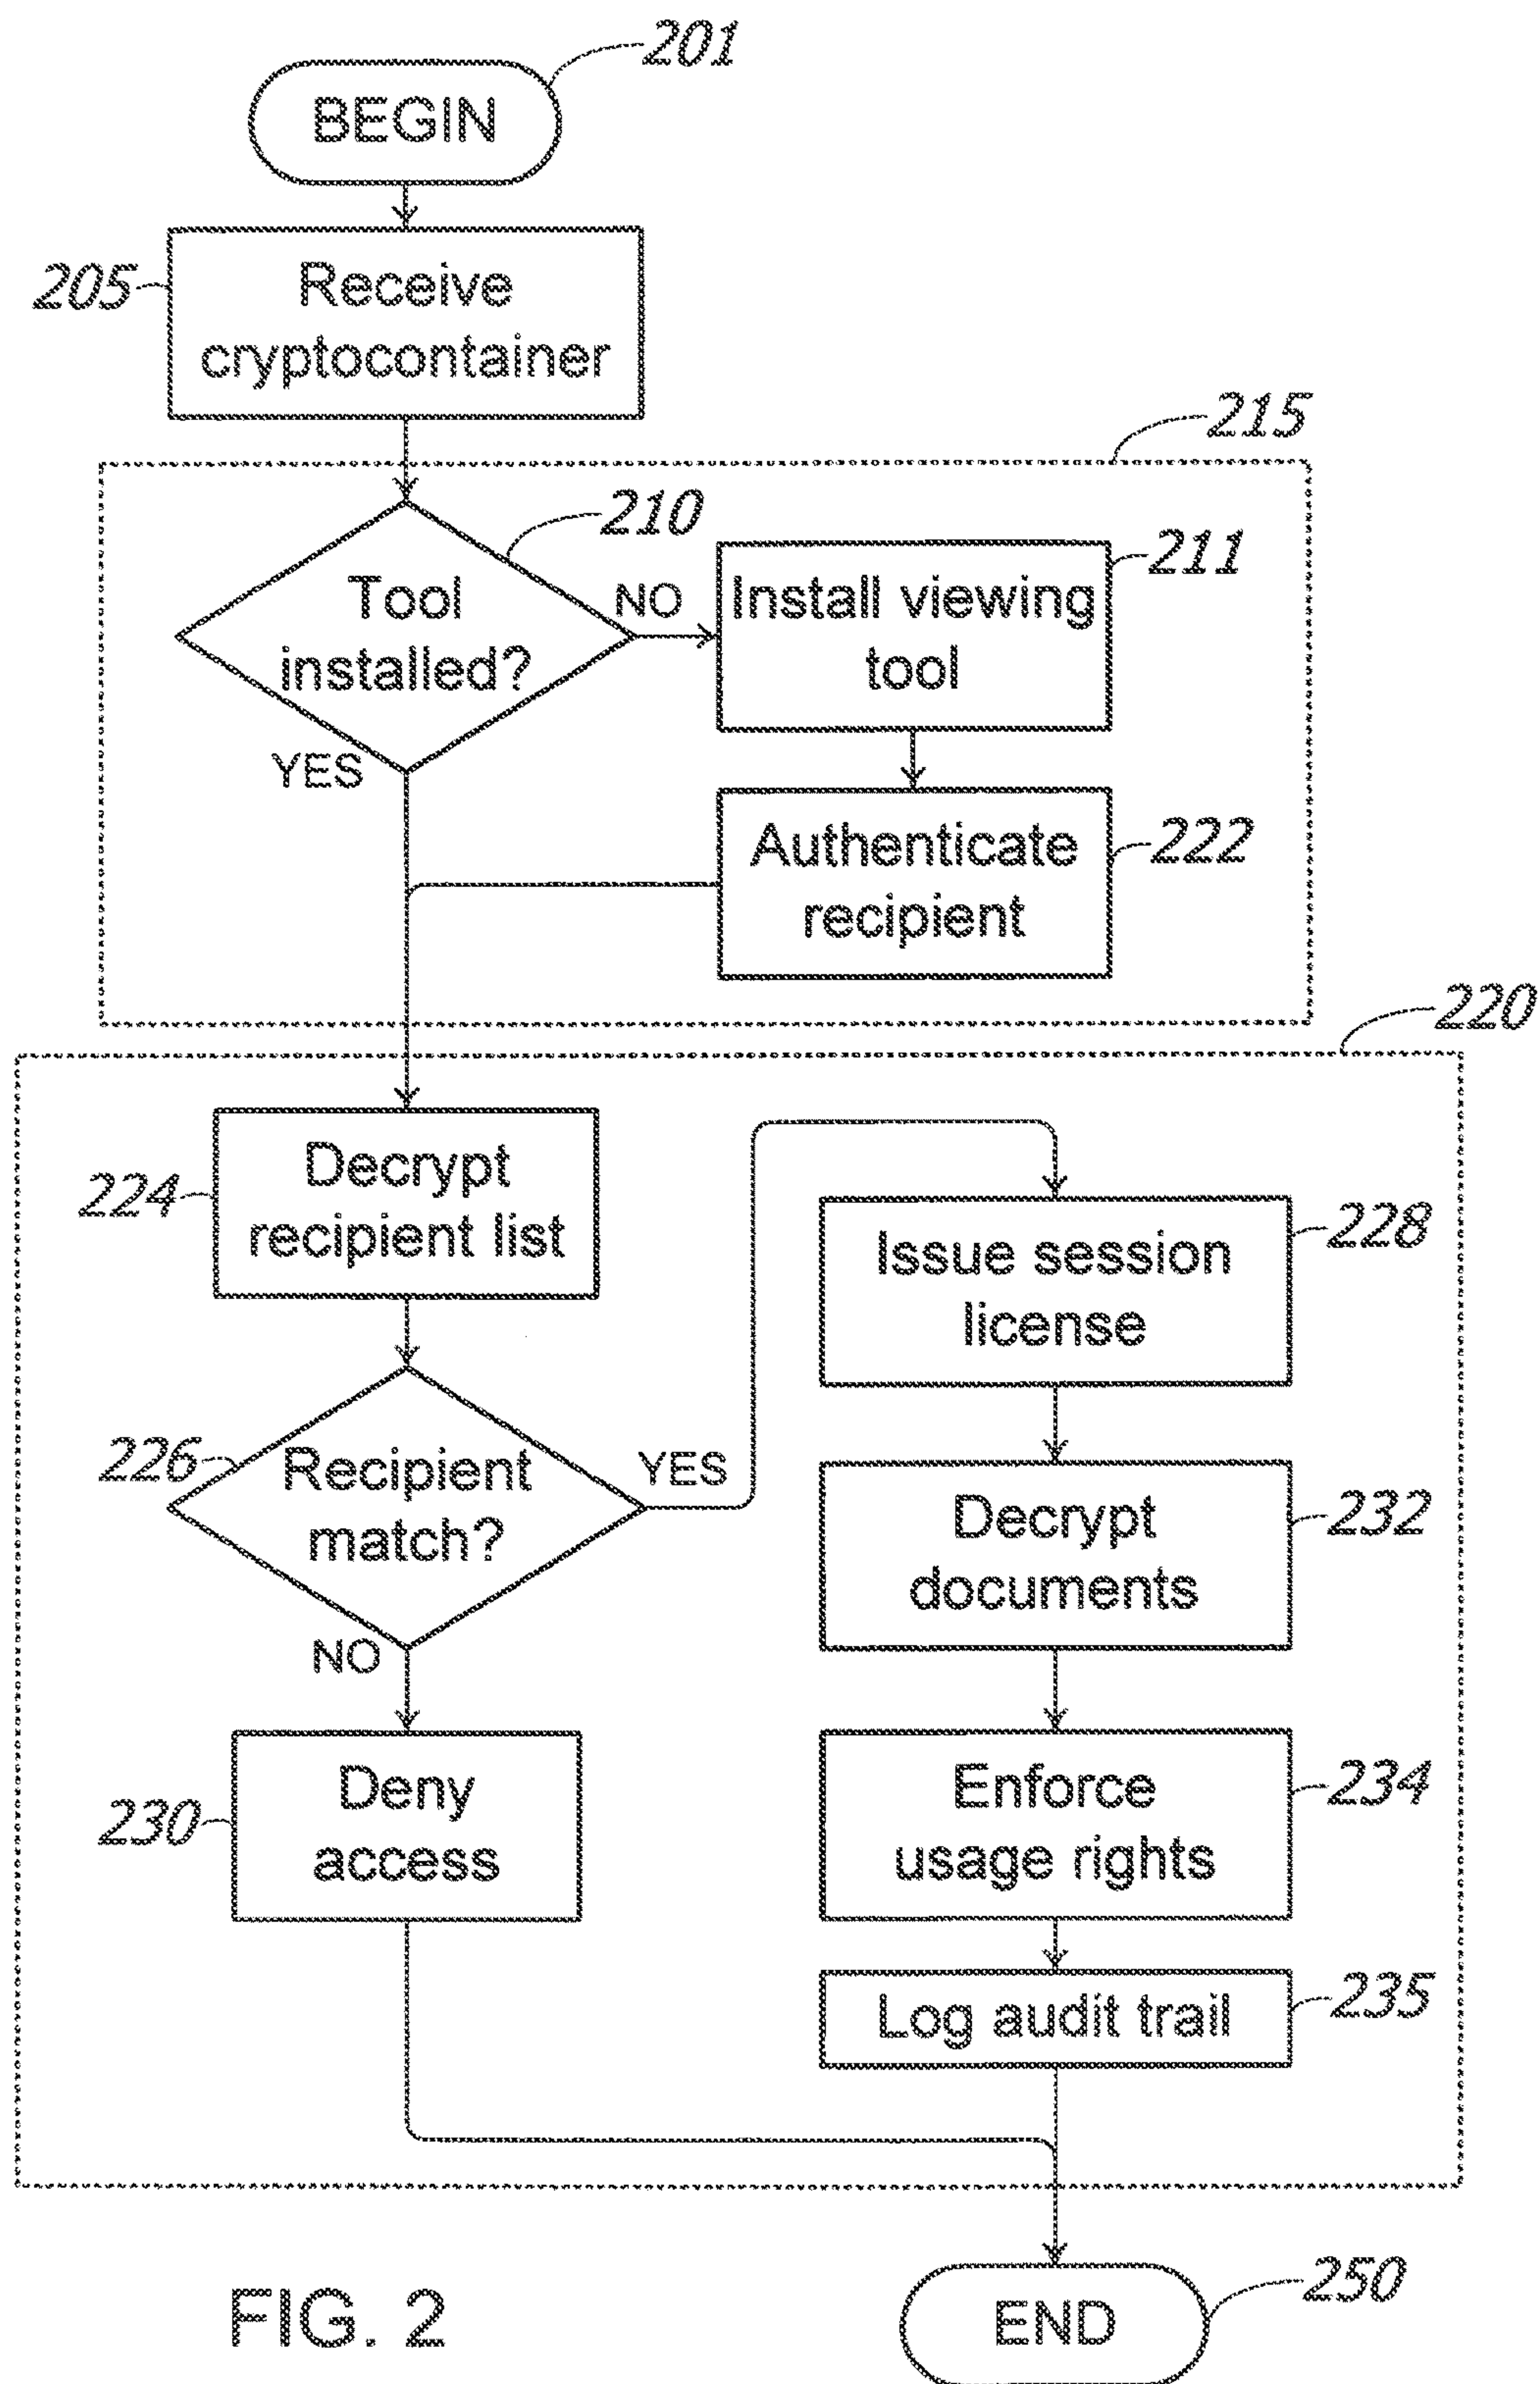 201
BEGIN
205
Receive
cryptocontainer
215
210
211
Tool
installed?
NO
Install viewing
tool
YES
Authenticate
recipient
222
220
224
Decrypt
recipient list
228
Issue session
license
226
Recipient
match?
YES
232
Decrypt
documents
NO
230
Deny
access
234
Enforce
usage rights
235
Log audit trail
250
END
FIG. 2